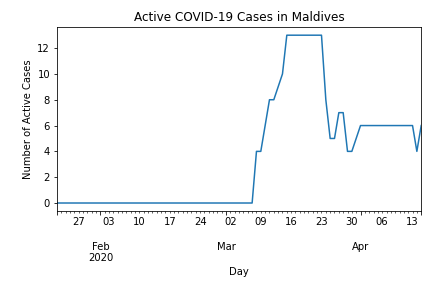 Active COVID-19 Cases in Maldives
Number of Active Cases
12
10
8
6
4
2
0
27 03 10 17 24 02 09 16 23 30 06 13
Feb Mar Apr
2020
Day